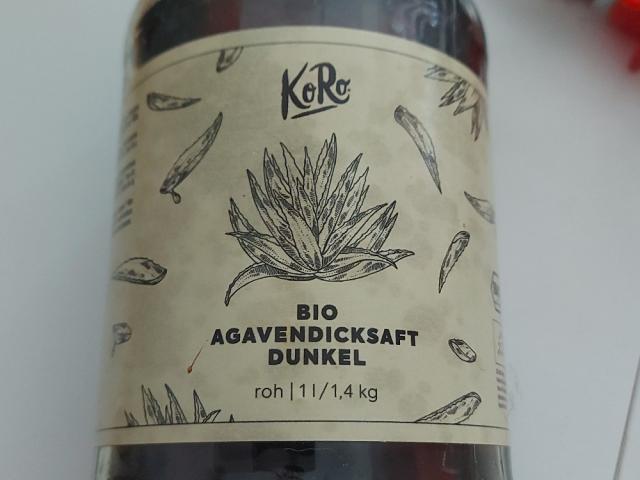 KoRo
BIO
AGAVENDICKSAFT
DUNKEL
roh | 1 l / 1,4 kg